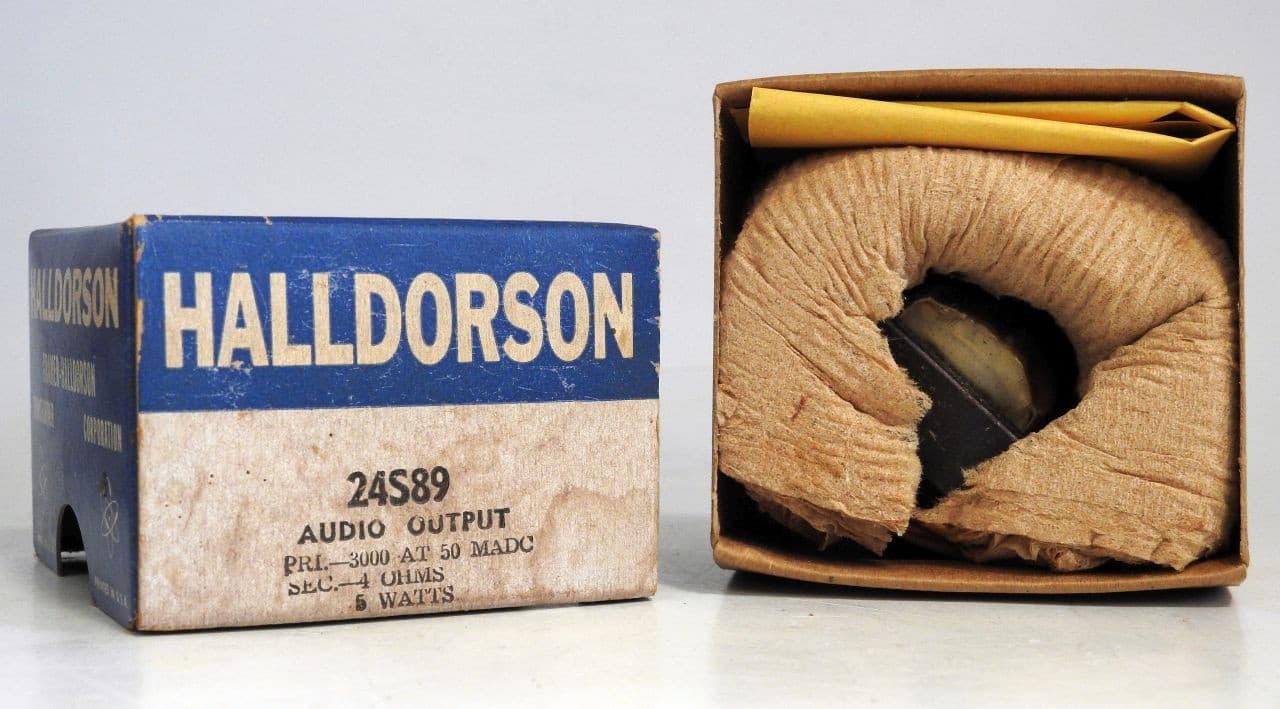 HALLDORSON
24S89
AUDIO OUTPUT
PRI.—3000 AT 50 MADC
SEC.—4 OHMS
5 WATTS
HALLDORSON
CORPORATION